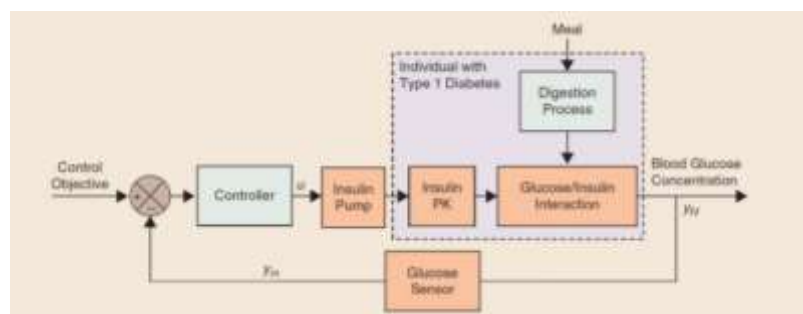 Meal
Individual with
Type 1 Diabetes
Digestion
Process
Control
Objective
Controller
u
Insulin
Pump
Insulin
PK
Glucose/Insulin
Interaction
Blood Glucose
Concentration
Glucose
Sensor